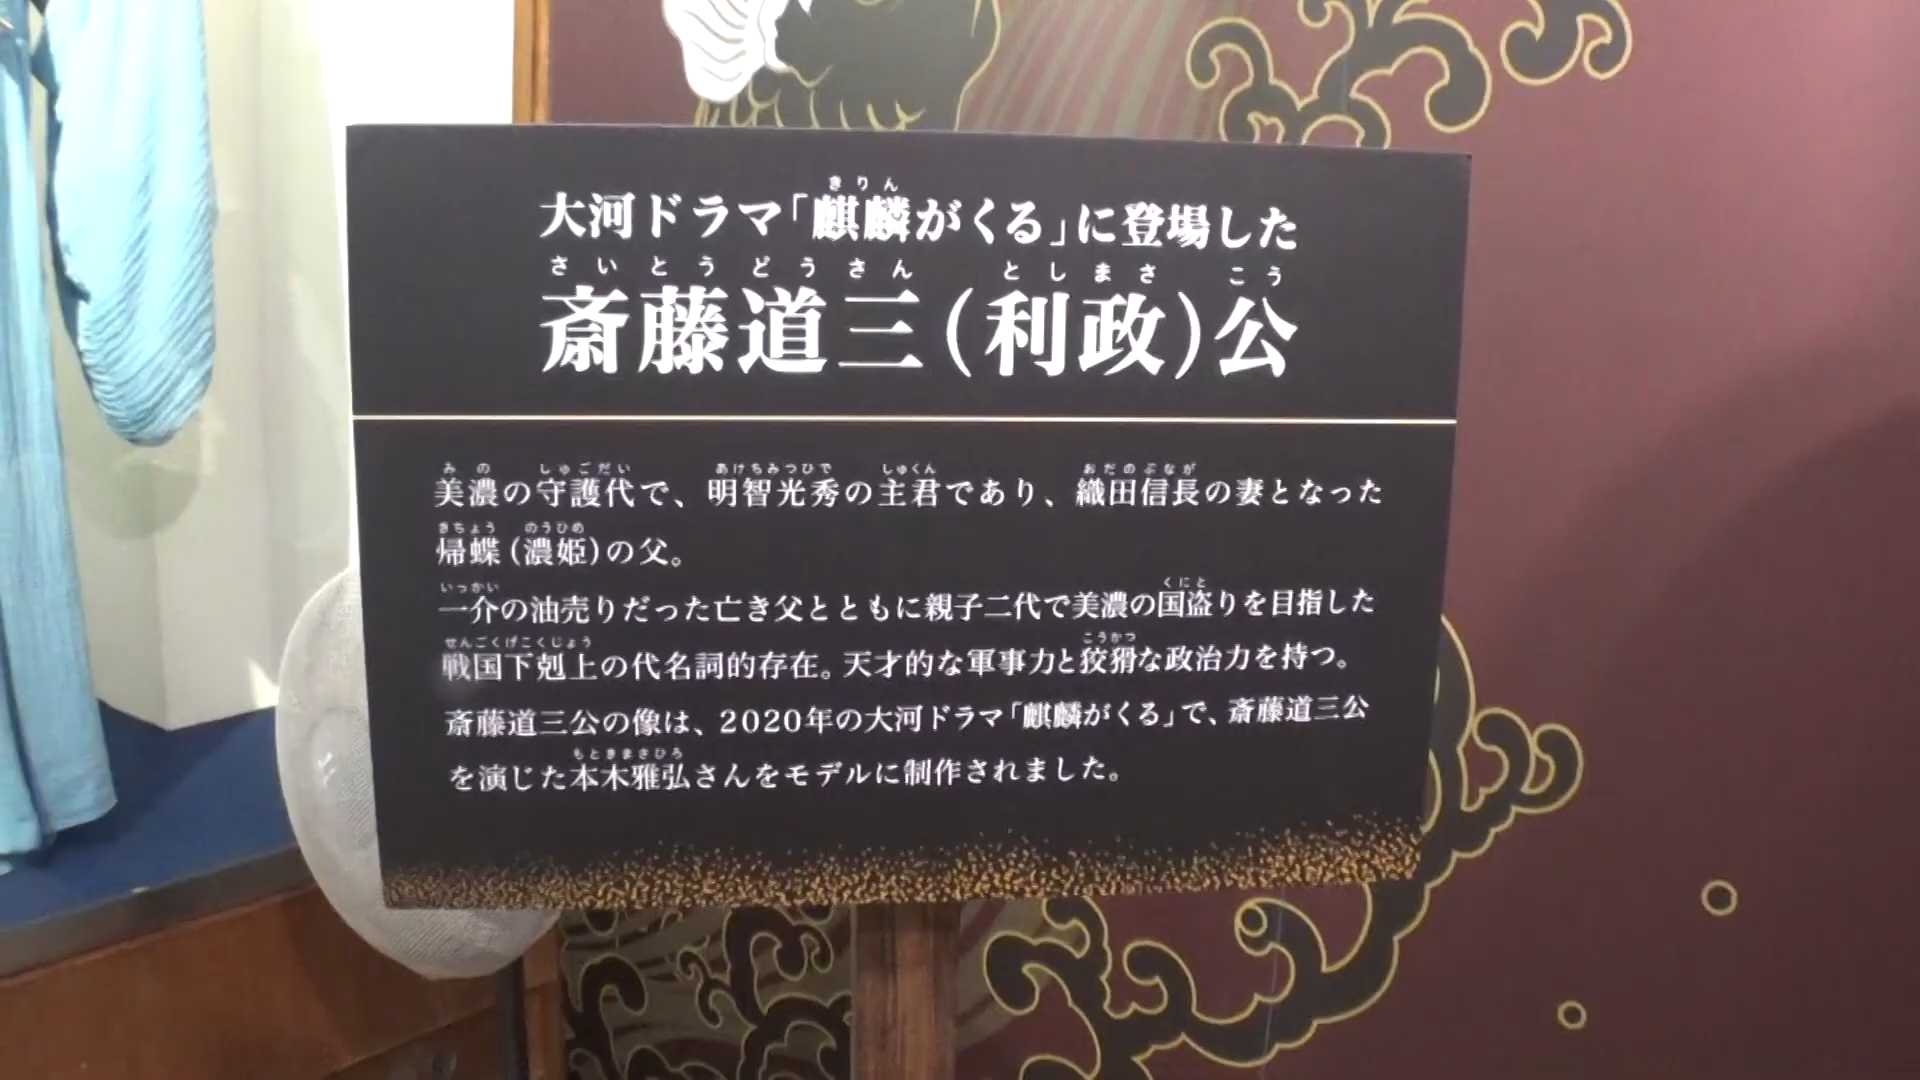 大河ドラマ「麒麟がくる」に登場した
斎藤道三(利政)公
美濃の守護代で、明智光秀の主君であり、織田信長の妻となった
帰蝶(濃姫)の父。
一介の油売りだった亡き父とともに親子二代で美濃の国盗りを目指した
戦国下剋上の代名詞的存在。天才的な軍事力と狡猾な政治力を持つ。
斎藤道三公の像は、2020年の大河ドラマ「麒麟がくる」で、斎藤道三公
を演じた本木雅弘さんをモデルに制作されました。